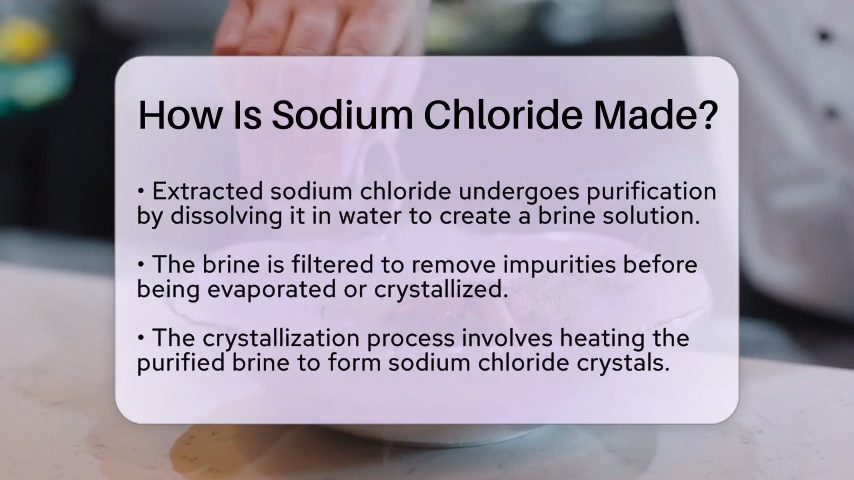 How Is Sodium Chloride Made?
• Extracted sodium chloride undergoes purification
by dissolving it in water to create a brine solution.
• The brine is filtered to remove impurities before
being evaporated or crystallized.
• The crystallization process involves heating the
purified brine to form sodium chloride crystals.